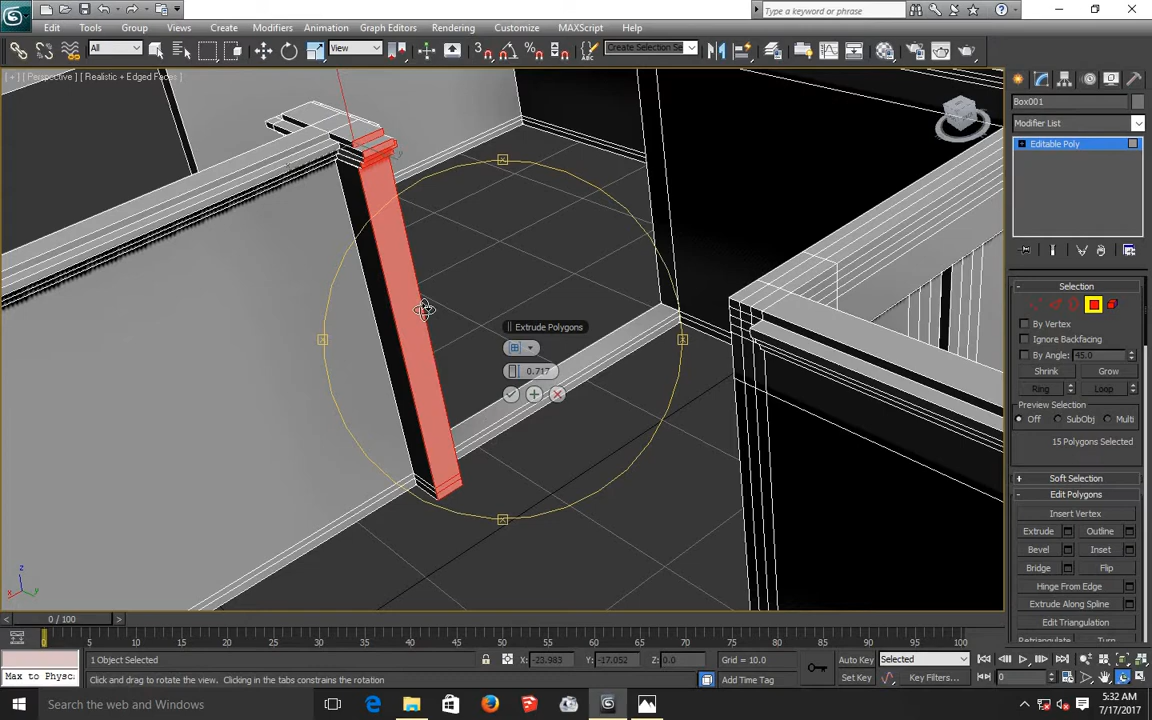 Type a keyword or phrase
Edit Tools Group Views Create Modifiers Animation Graph Editors Rendering Customize MAXScript Help
All View Create Selection Se
[ + ] [ Perspective ] [ Realistic + Edged Faces ]
Box001
Modifier List
Editable Poly
Selection
By Vertex
Ignore Backfacing
By Angle: 45.0
Shrink Grow
Ring Loop
Preview Selection
Off SubObj Multi
15 Polygons Selected
Soft Selection
Edit Polygons
Insert Vertex
Extrude Outline
Bevel Inset
Bridge Flip
Hinge From Edge
Extrude Along Spline
Edit Triangulation
Retriangulate Turn
Extrude Polygons
0.717
z
x y
0 / 100
0 5 10 15 20 25 30 35 40 45 50 55 60 65 70 75 80 85 90 95 100
1 Object Selected X: -23.983 Y: -17.052 Z: 0.0 Grid = 10.0 Auto Key Selected
Max to Physc Click and drag to rotate the view. Clicking in the tabs constrains the rotation Add Time Tag Set Key Key Filters... 0
Search the web and Windows
5:32 AM
7/17/2017